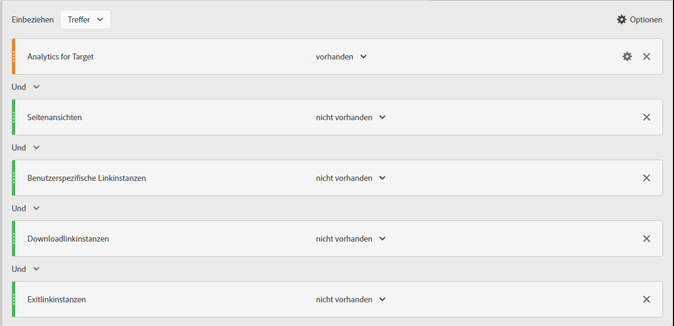 Einbeziehen Treffer Optionen
Analytics for Target vorhanden
Und
Seitenansichten nicht vorhanden
Und
Benutzerspezifische Linkinstanzen nicht vorhanden
Und
Downloadlinkinstanzen nicht vorhanden
Und
Exitlinkinstanzen nicht vorhanden